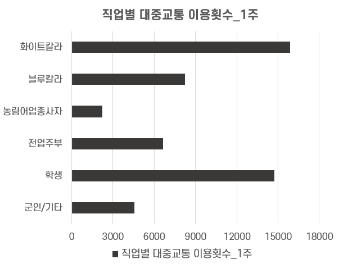 직업별 대중교통 이용횟수_1주
화이트칼라
블루칼라
농림어업종사자
전업주부
학생
군인/기타
0 3000 6000 9000 12000 15000 18000
■ 직업별 대중교통 이용횟수_1주